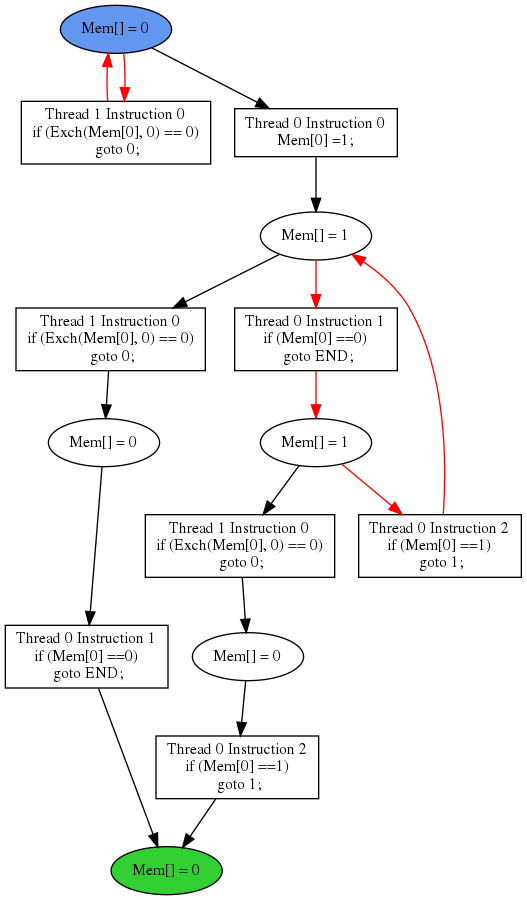 Mem[] = 0
Thread 1 Instruction 0
if (Exch(Mem[0], 0) == 0)
goto 0;
Thread 0 Instruction 0
Mem[0] =1;
Mem[] = 1
Thread 1 Instruction 0
if (Exch(Mem[0], 0) == 0)
goto 0;
Thread 0 Instruction 1
if (Mem[0] ==0)
goto END;
Mem[] = 0
Mem[] = 1
Thread 1 Instruction 0
if (Exch(Mem[0], 0) == 0)
goto 0;
Thread 0 Instruction 2
if (Mem[0] ==1)
goto 1;
Thread 0 Instruction 1
if (Mem[0] ==0)
goto END;
Mem[] = 0
Thread 0 Instruction 2
if (Mem[0] ==1)
goto 1;
Mem[] = 0